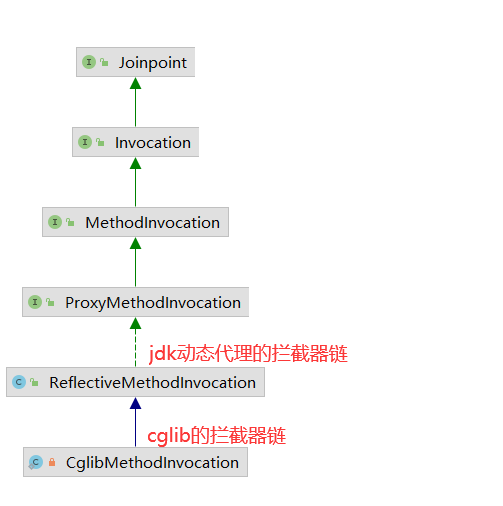 Joinpoint
Invocation
MethodInvocation
ProxyMethodInvocation
jdk动态代理的拦截器链
ReflectiveMethodInvocation
cglib的拦截器链
CglibMethodInvocation